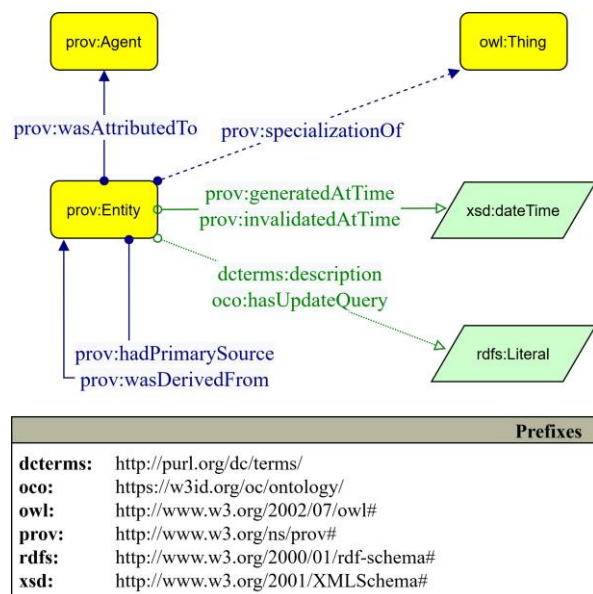 prov:Agent
owl:Thing
prov:wasAttributedTo
prov:specializationOf
prov:Entity
prov:generatedAtTime
prov:invalidatedAtTime
xsd:dateTime
dcterms:description
oco:hasUpdateQuery
prov:hadPrimarySource
prov:wasDerivedFrom
rdfs:Literal
Prefixes
dcterms: http://purl.org/dc/terms/
oco: https://w3id.org/oc/ontology/
owl: http://www.w3.org/2002/07/owl#
prov: http://www.w3.org/ns/prov#
rdfs: http://www.w3.org/2000/01/rdf-schema#
xsd: http://www.w3.org/2001/XMLSchema#